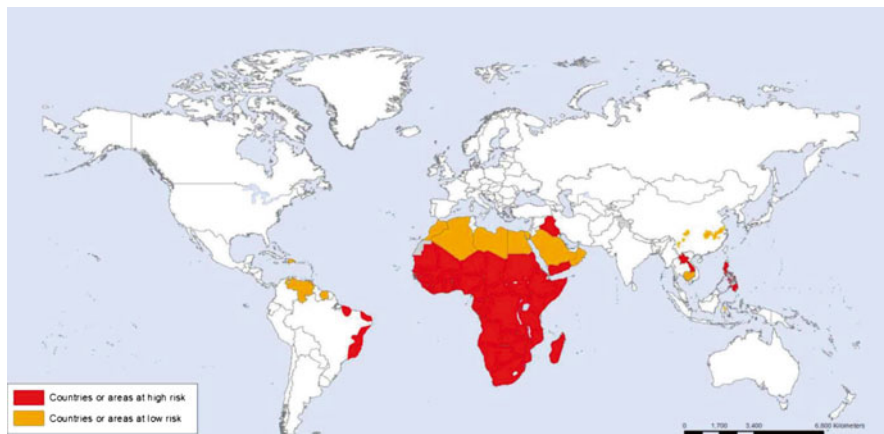 Countries or areas at high risk
Countries or areas at low risk
0 1,700 3,400 6,800 Kilometers